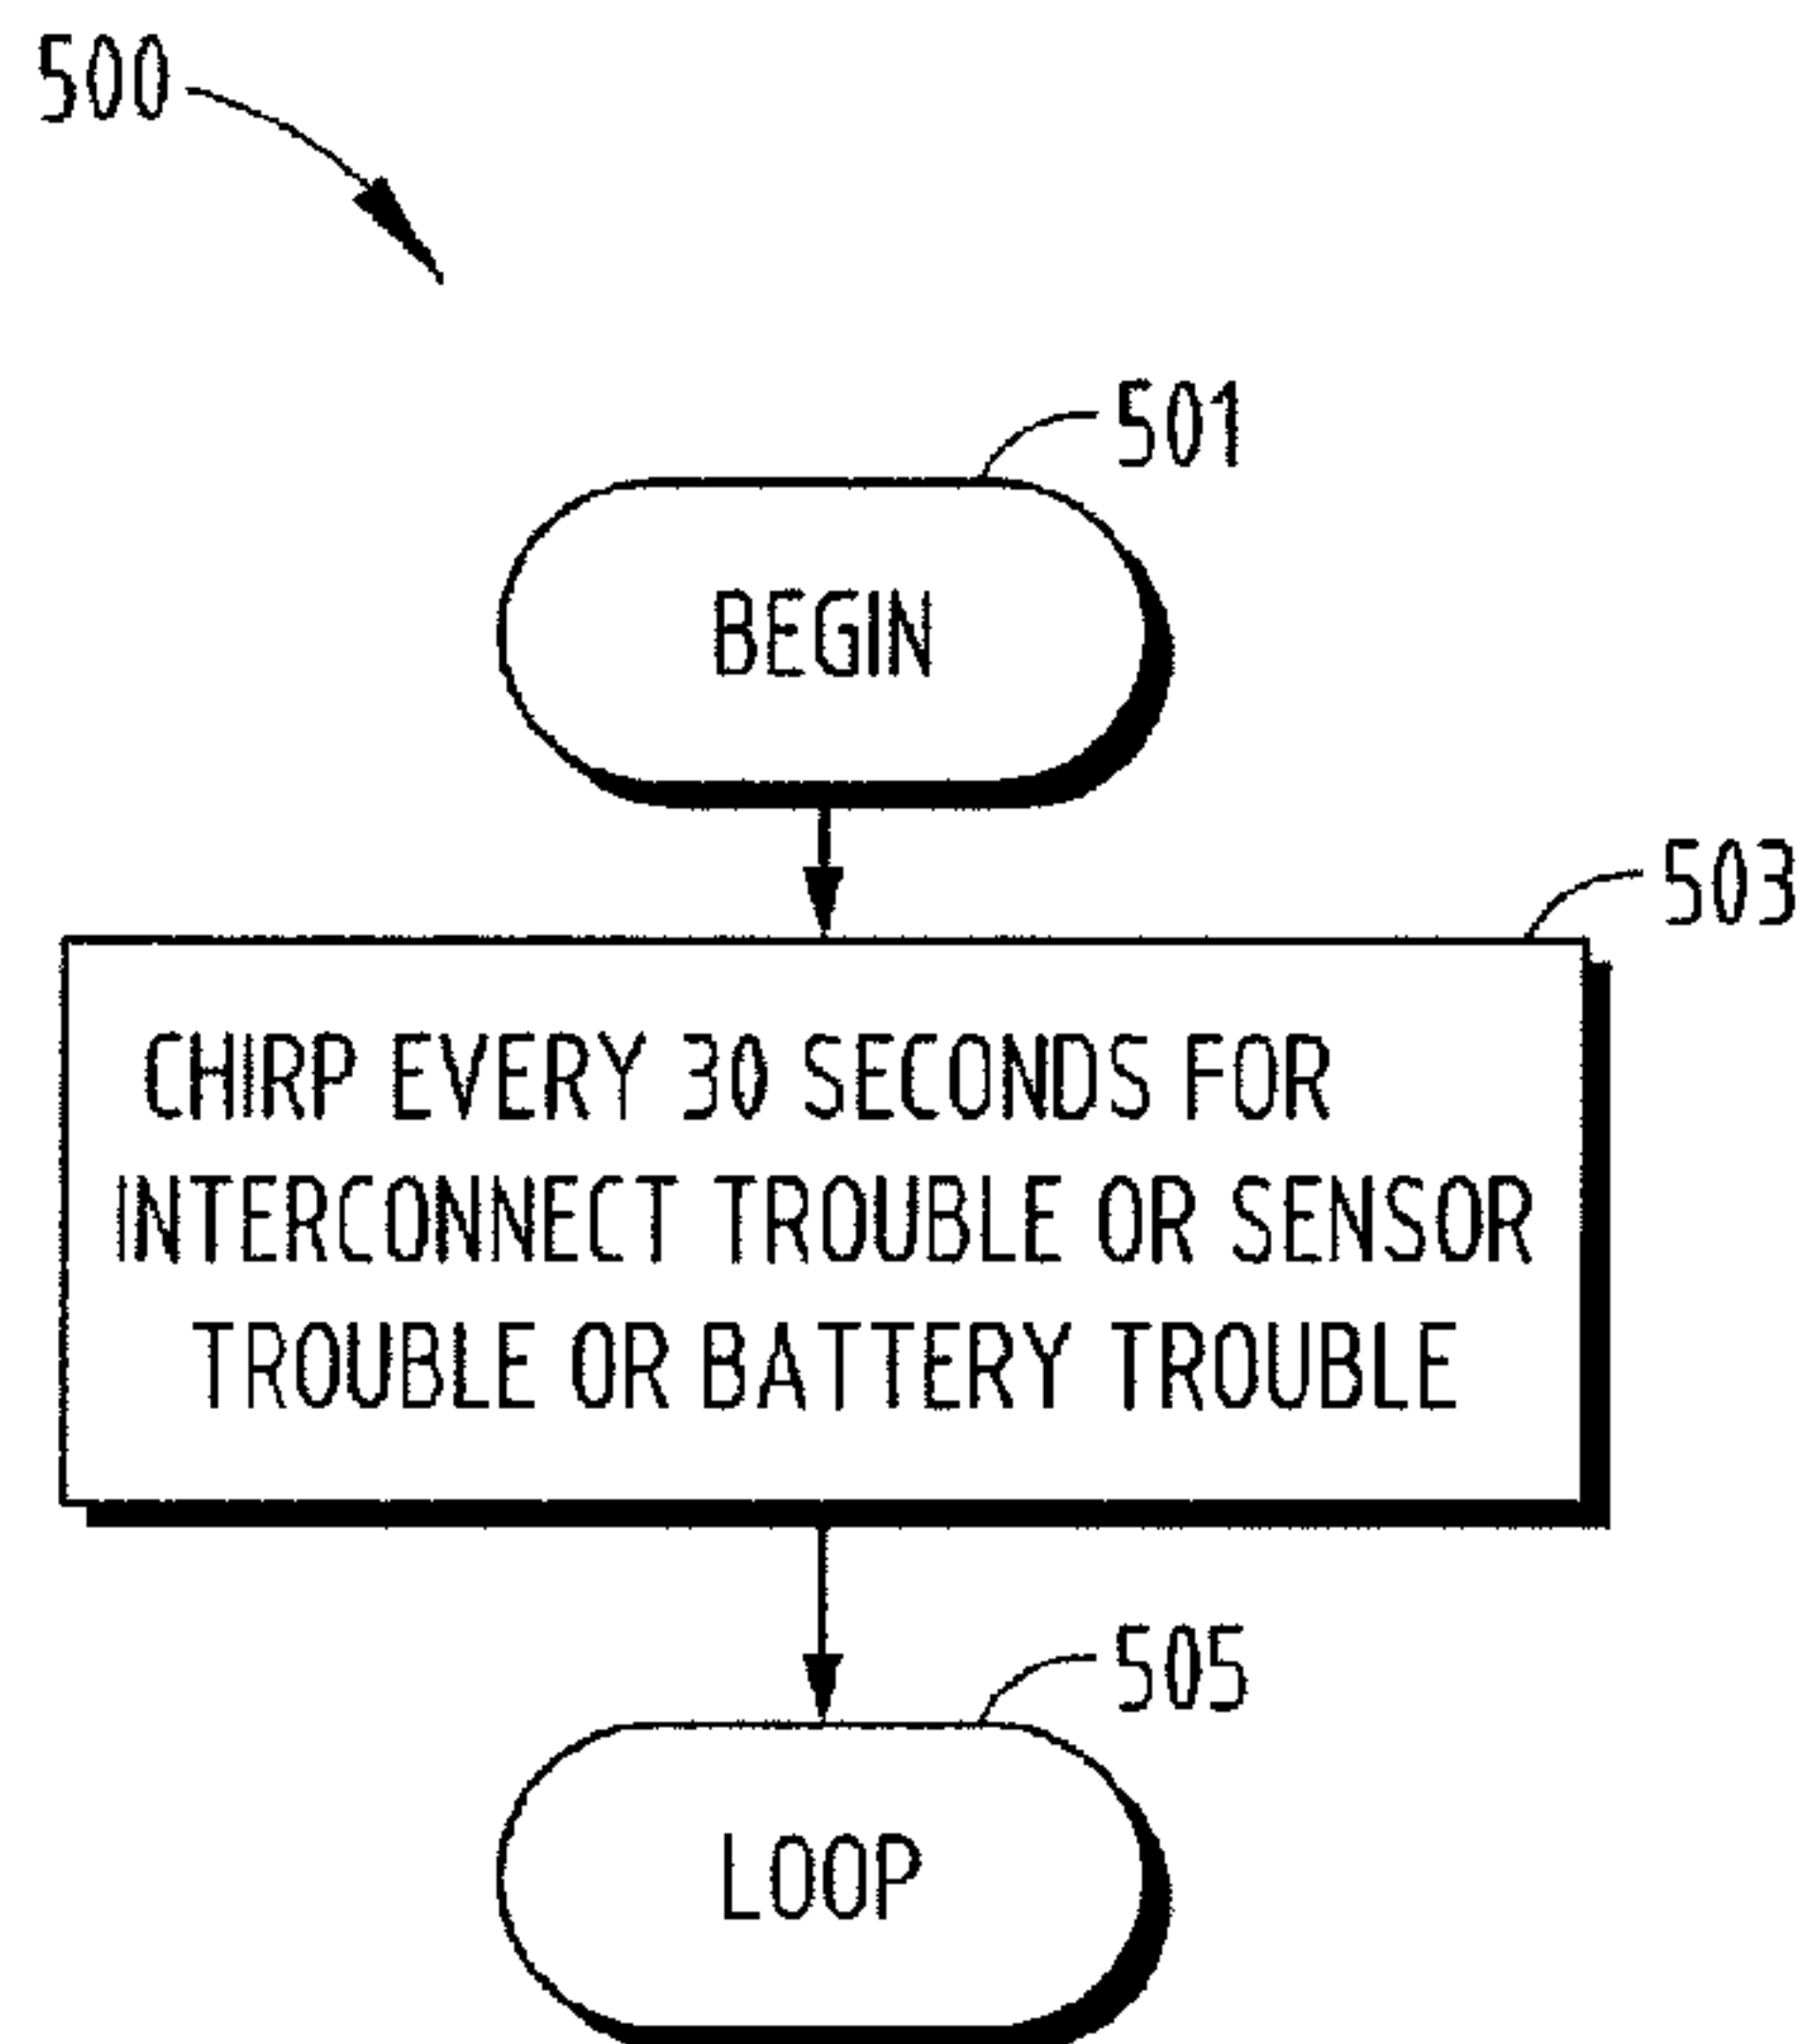 500
501
BEGIN
503
CHIRP EVERY 30 SECONDS FOR
INTERCONNECT TROUBLE OR SENSOR
TROUBLE OR BATTERY TROUBLE
505
LOOP